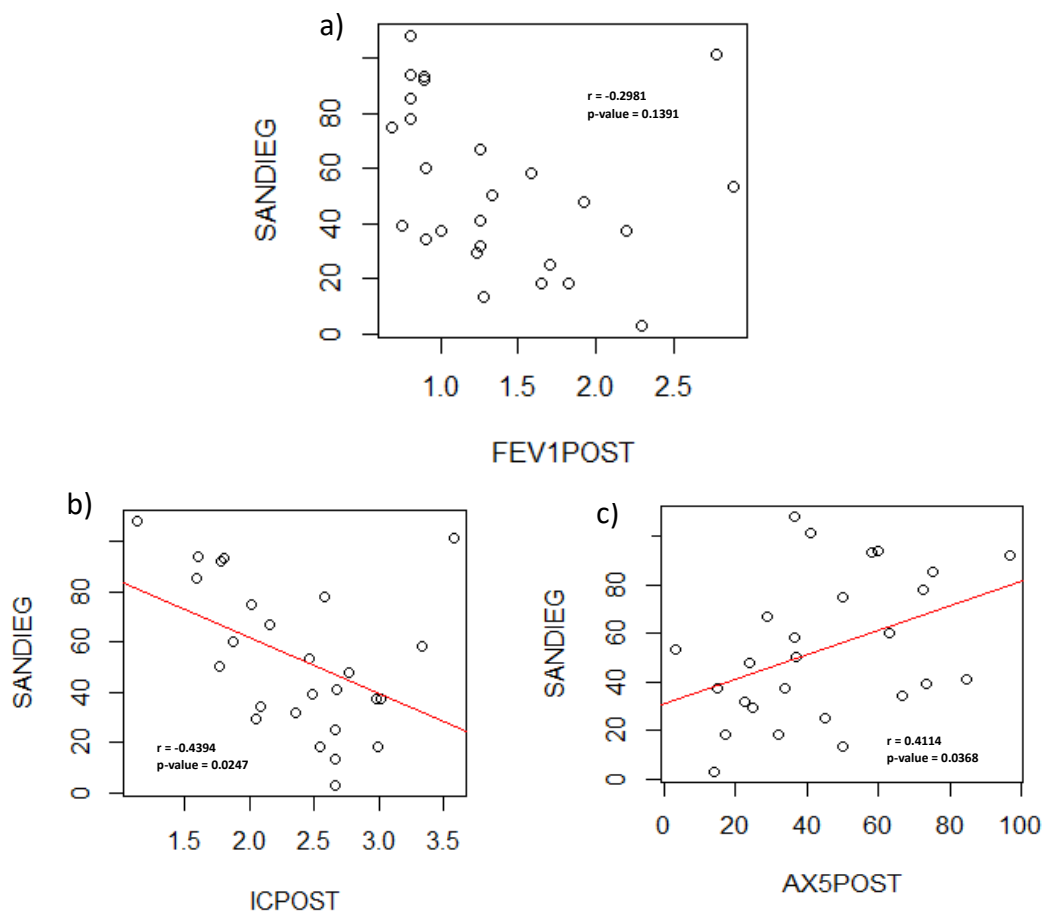 a)
SANDIEG
0 20 40 60 80
r = -0.2981
p-value = 0.1391
1.0 1.5 2.0 2.5
FEV1POST
b)
SANDIEG
0 20 40 60 80
r = -0.4394
p-value = 0.0247
1.5 2.0 2.5 3.0 3.5
ICPOST
c)
SANDIEG
0 20 40 60 80
r = 0.4114
p-value = 0.0368
0 20 40 60 80 100
AX5POST